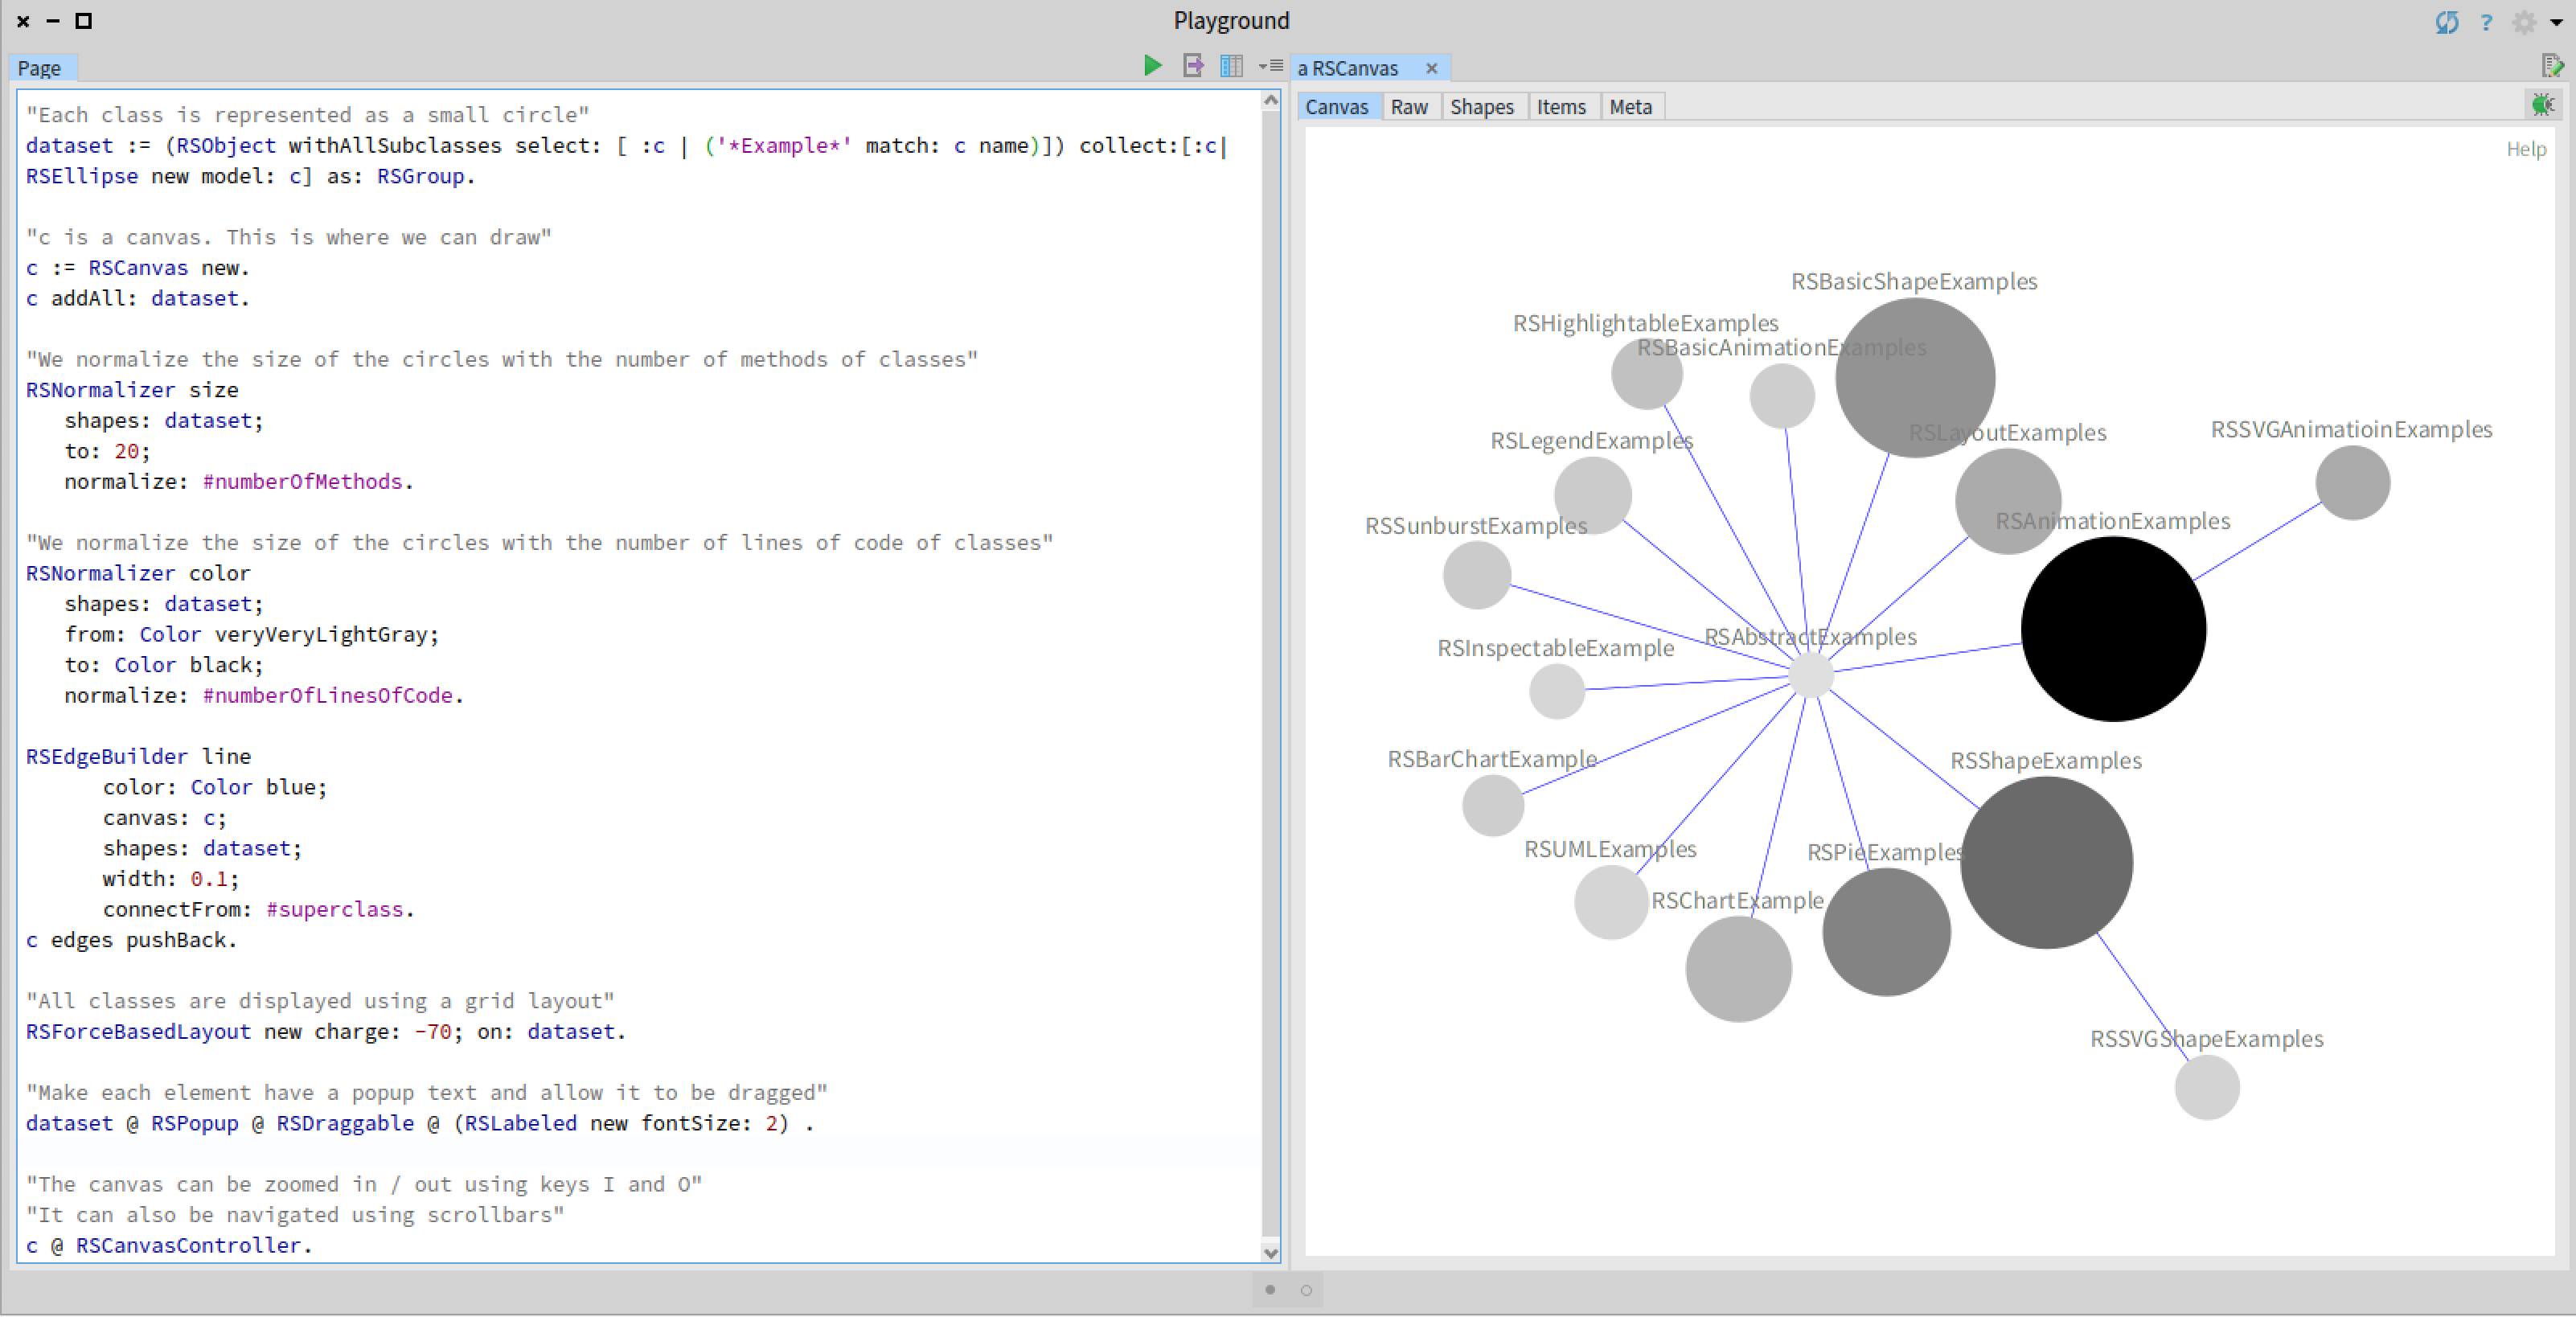 Playground
?
Page
"Each class is represented as a small circle"
dataset := (RSObject withAllSubclasses select: [ :c | ('*Example*' match: c name)]) collect:[:c|
RSEllipse new model: c] as: RSGroup.
"c is a canvas. This is where we can draw"
c := RSCanvas new.
c addAll: dataset.
"We normalize the size of the circles with the number of methods of classes"
RSNormalizer size
shapes: dataset;
to: 20;
normalize: #numberOfMethods.
"We normalize the size of the circles with the number of lines of code of classes"
RSNormalizer color
shapes: dataset;
from: Color veryVeryLightGray;
to: Color black;
normalize: #numberOfLinesOfCode.
RSEdgeBuilder line
color: Color blue;
canvas: c;
shapes: dataset;
width: 0.1;
connectFrom: #superclass.
c edges pushBack.
"All classes are displayed using a grid layout"
RSForceBasedLayout new charge: -70; on: dataset.
"Make each element have a popup text and allow it to be dragged"
dataset @ RSPopup @ RSDraggable @ (RSLabeled new fontSize: 2) .
"The canvas can be zoomed in / out using keys I and O"
"It can also be navigated using scrollbars"
c @ RSCanvasController.
a RSCanvas
Canvas Raw Shapes Items Meta
Help
RSBasicShapeExamples
RSHighlightableExamples
RSBasicAnimationExamples
RSLegendExamples
RSLayoutExamples
RSSVGAnimatioinExamples
RSSunburstExamples
RSAnimationExamples
RSAbstractExamples
RSInspectableExample
RSBarChartExample
RSShapeExamples
RSUMLExamples
RSPieExamples
RSChartExample
RSSVGShapeExamples